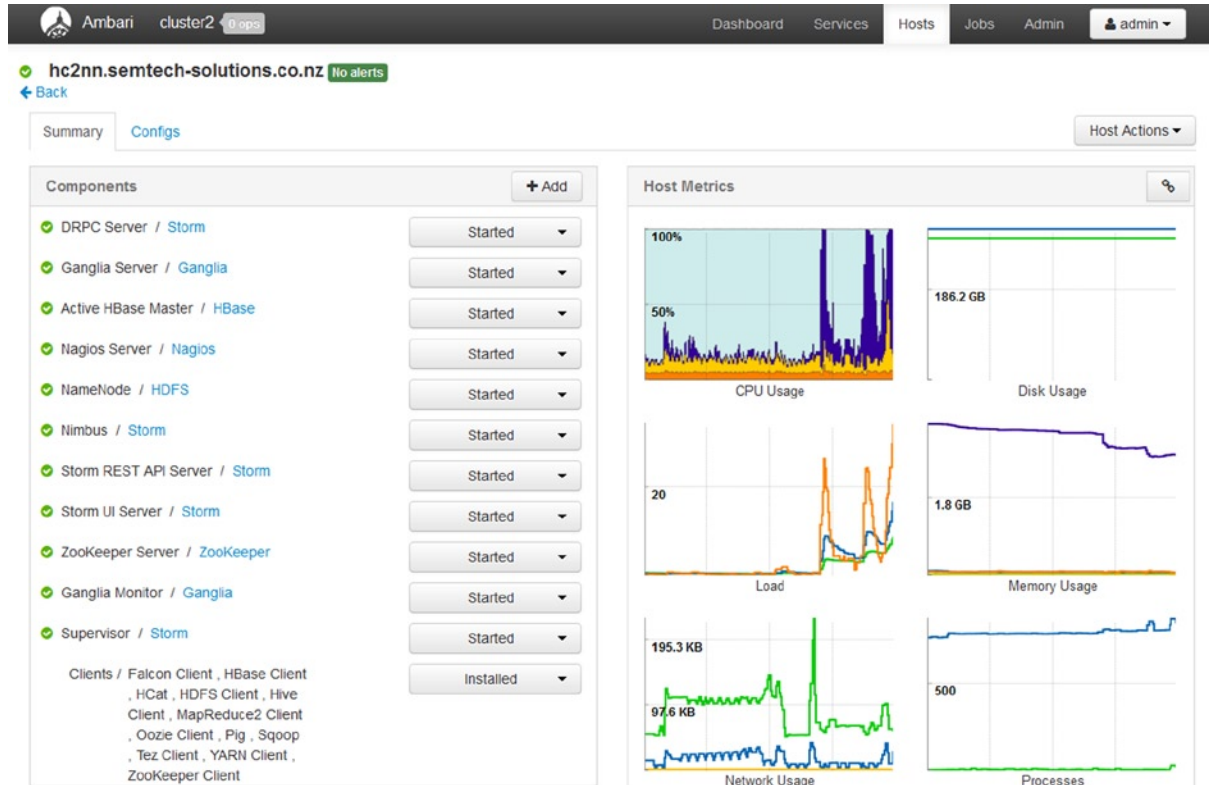 Ambari cluster2 0 ops Dashboard Services Hosts Jobs Admin admin
hc2nn.semtech-solutions.co.nz No alerts
Back
Summary Configs Host Actions
Components + Add
DRPC Server / Storm Started
Ganglia Server / Ganglia Started
Active HBase Master / HBase Started
Nagios Server / Nagios Started
NameNode / HDFS Started
Nimbus / Storm Started
Storm REST API Server / Storm Started
Storm UI Server / Storm Started
ZooKeeper Server / ZooKeeper Started
Ganglia Monitor / Ganglia Started
Supervisor / Storm Started
Clients / Falcon Client , HBase Client Installed
, HCat , HDFS Client , Hive
Client , MapReduce2 Client
, Oozie Client , Pig , Sqoop
, Tez Client , YARN Client ,
ZooKeeper Client
Host Metrics
100%
50%
CPU Usage
186.2 GB
Disk Usage
20
Load
1.8 GB
Memory Usage
195.3 KB
97.6 KB
Network Usage
500
Processes